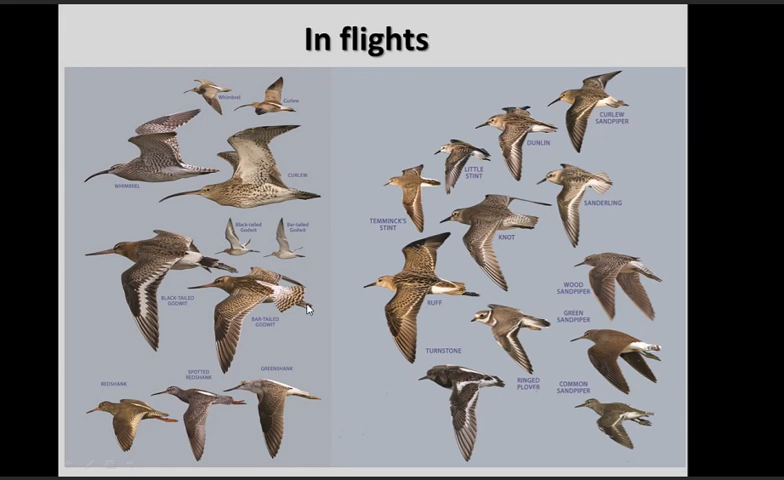 In flights
Whimbrel
Curlew
WHIMBREL
CURLEW
Black-tailed
Godwit
Bar-tailed
Godwit
BLACK-TAILED
GODWIT
BAR-TAILED
GODWIT
REDSHANK
SPOTTED
REDSHANK
GREENSHANK
CURLEW
SANDPIPER
DUNLIN
LITTLE
STINT
TEMMINCK'S
STINT
SANDERLING
KNOT
RUFF
WOOD
SANDPIPER
GREEN
SANDPIPER
TURNSTONE
RINGED
PLOVER
COMMON
SANDPIPER